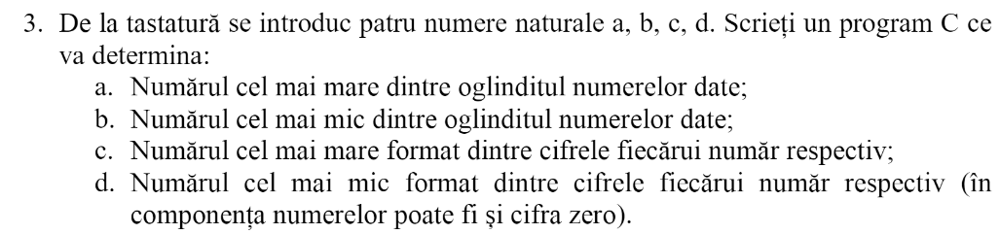 3. De la tastatură se introduc patru numere naturale a, b, c, d. Scrieți un program C ce
va determina:
a. Numărul cel mai mare dintre oglinditul numerelor date;
b. Numărul cel mai mic dintre oglinditul numerelor date;
c. Numărul cel mai mare format dintre cifrele fiecărui număr respectiv;
d. Numărul cel mai mic format dintre cifrele fiecărui număr respectiv (în
componența numerelor poate fi și cifra zero).